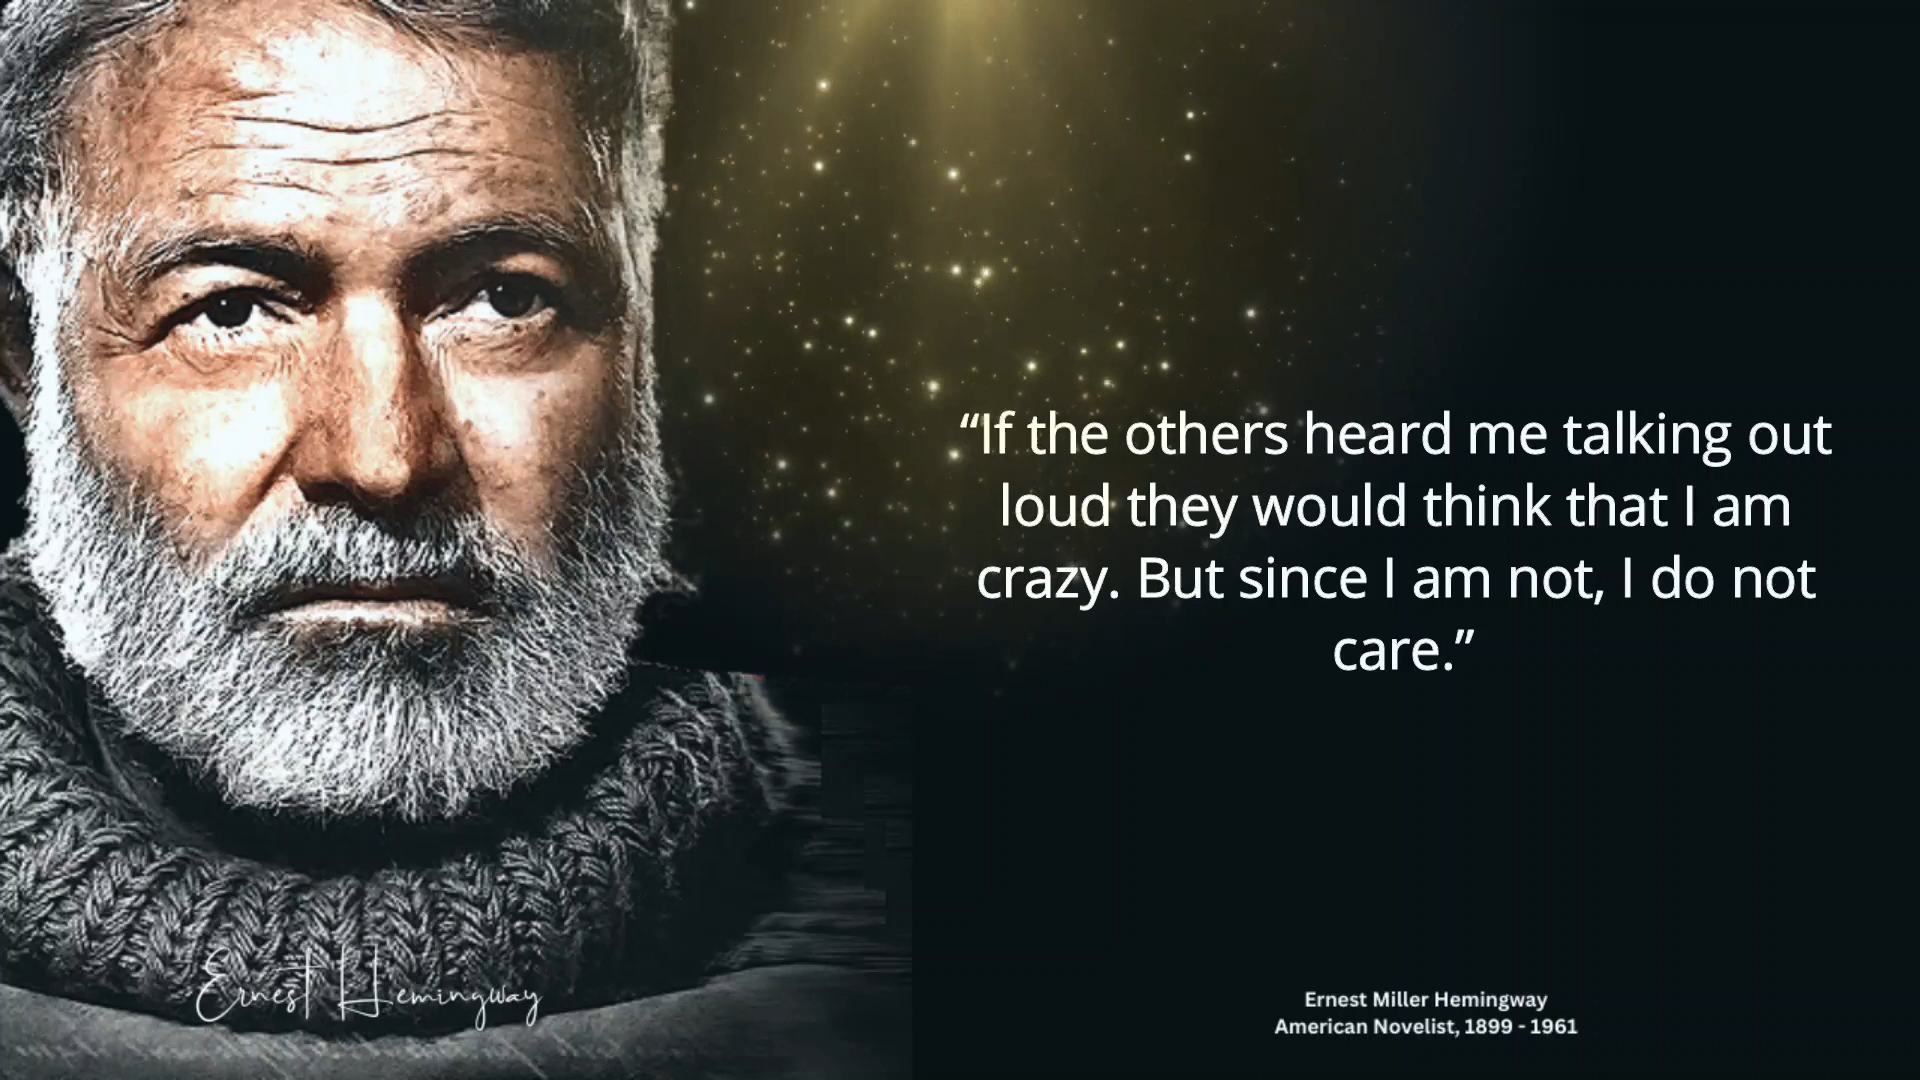 “If the others heard me talking out
loud they would think that I am
crazy. But since I am not, I do not
care.”
Ernest Hemingway
Ernest Miller Hemingway
American Novelist, 1899 - 1961